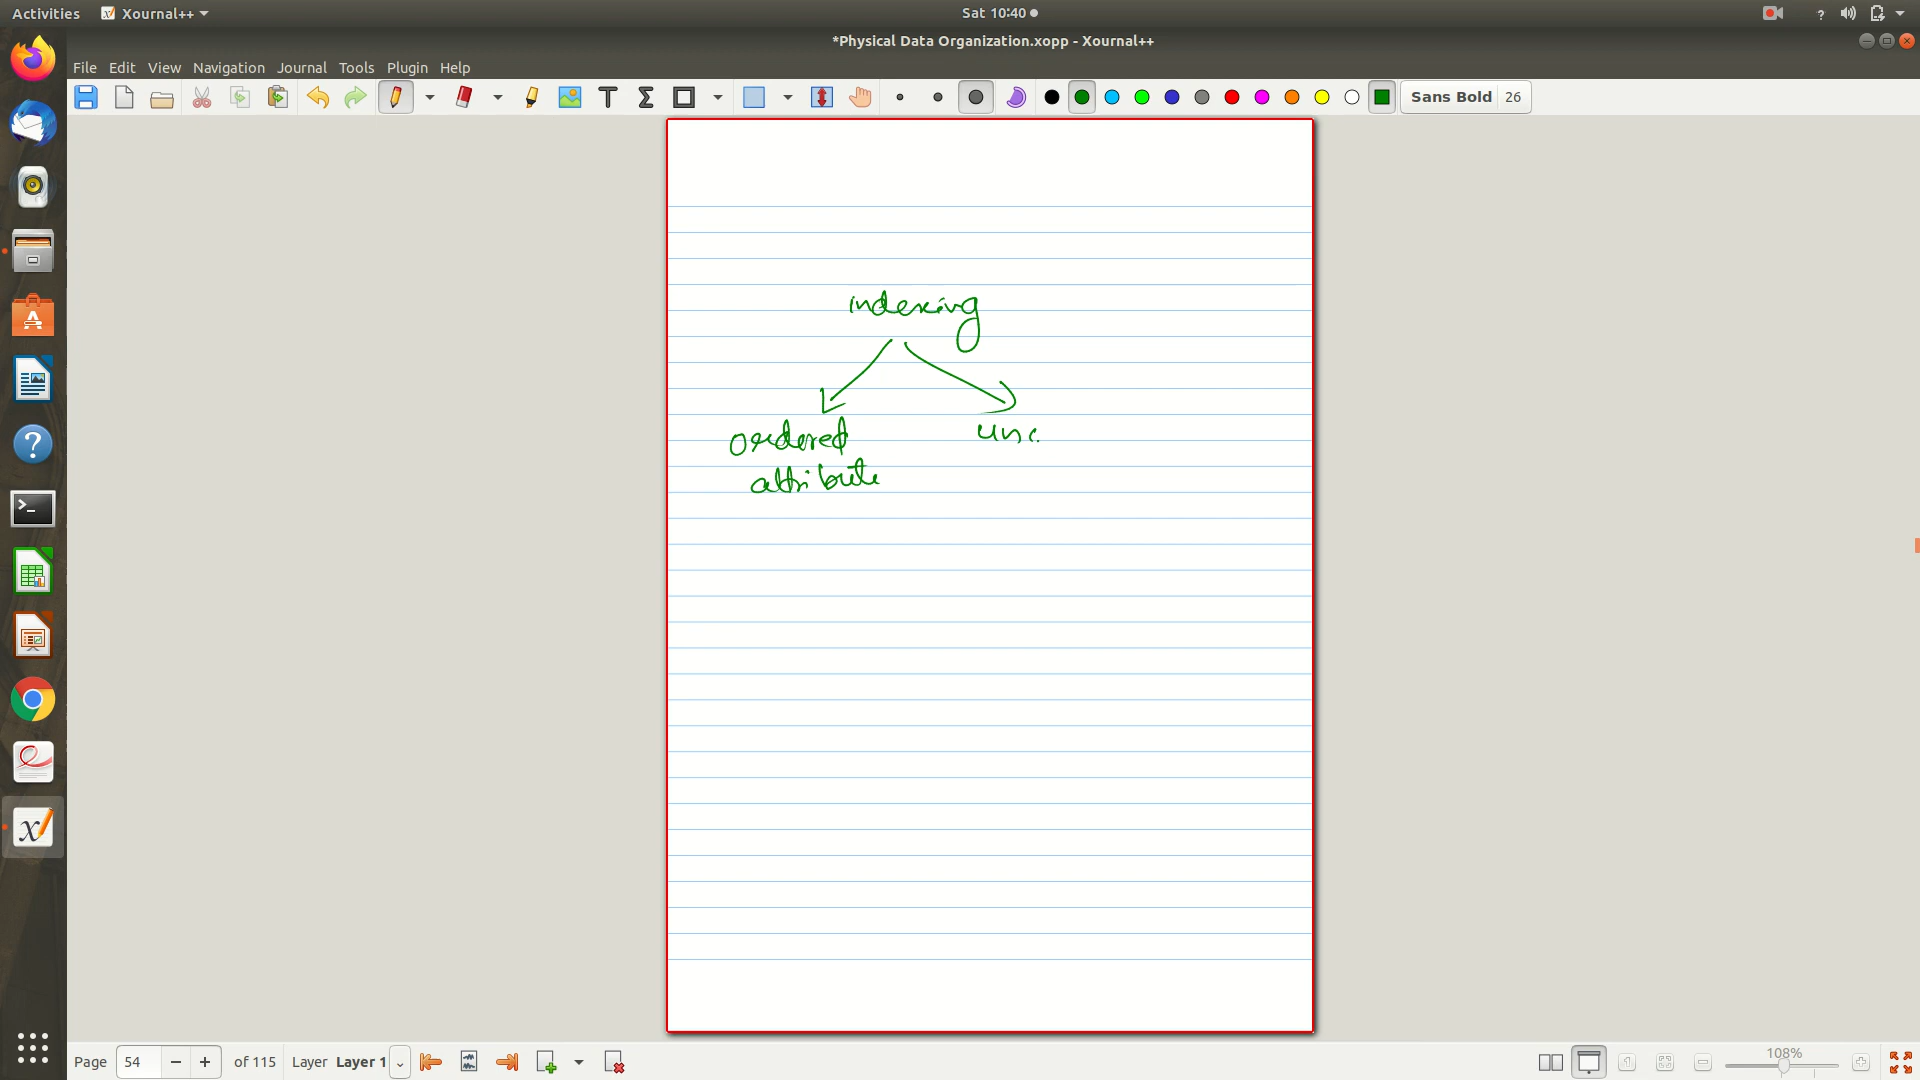 Activities Xournal++ Sat 10:40
*Physical Data Organization.xopp - Xournal++
File Edit View Navigation Journal Tools Plugin Help
Sans Bold 26
indexing
ordered
attribute
Page 54 of 115 Layer Layer 1 108%